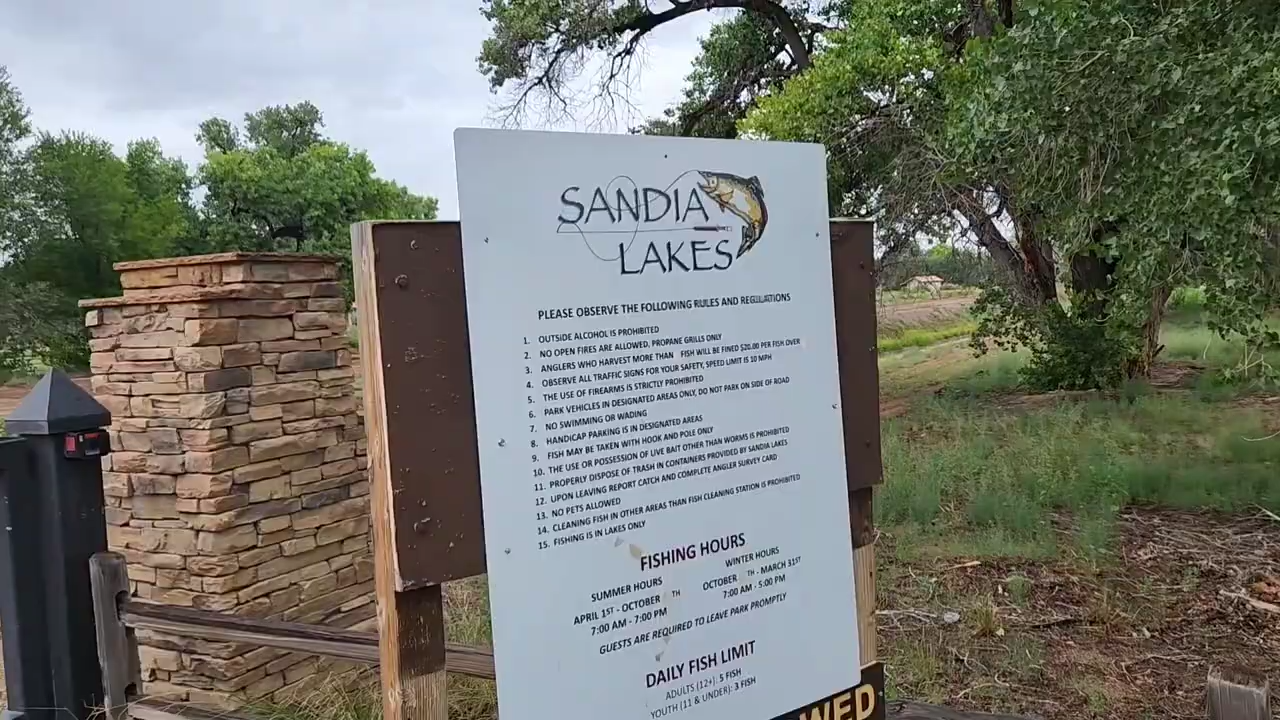 SANDIA
LAKES
PLEASE OBSERVE THE FOLLOWING RULES AND REGULATIONS
1. OUTSIDE ALCOHOL IS PROHIBITED
2. NO OPEN FIRES ARE ALLOWED, PROPANE GRILLS ONLY
3. ANGLERS WHO HARVEST MORE THAN FISH WILL BE FINED $20.00 PER FISH OVER
4. OBSERVE ALL TRAFFIC SIGNS FOR YOUR SAFETY, SPEED LIMIT IS 10 MPH
5. THE USE OF FIREARMS IS STRICTLY PROHIBITED
6. PARK VEHICLES IN DESIGNATED AREAS ONLY, DO NOT PARK ON SIDE OF ROAD
7. NO SWIMMING OR WADING
8. HANDICAP PARKING IS IN DESIGNATED AREAS
9. FISH MAY BE TAKEN WITH HOOK AND POLE ONLY
10. THE USE OR POSSESSION OF LIVE BAIT OTHER THAN WORMS IS PROHIBITED
11. PROPERLY DISPOSE OF TRASH IN CONTAINERS PROVIDED BY SANDIA LAKES
12. UPON LEAVING REPORT CATCH AND COMPLETE ANGLER SURVEY CARD
13. NO PETS ALLOWED
14. CLEANING FISH IN OTHER AREAS THAN FISH CLEANING STATION IS PROHIBITED
15. FISHING IS IN LAKES ONLY
FISHING HOURS
SUMMER HOURS
APRIL 1ST - OCTOBER TH
7:00 AM - 7:00 PM
WINTER HOURS
OCTOBER TH - MARCH 31ST
7:00 AM - 5:00 PM
GUESTS ARE REQUIRED TO LEAVE PARK PROMPTLY
DAILY FISH LIMIT
ADULTS (12+): 5 FISH
YOUTH (11 & UNDER): 3 FISH
WED